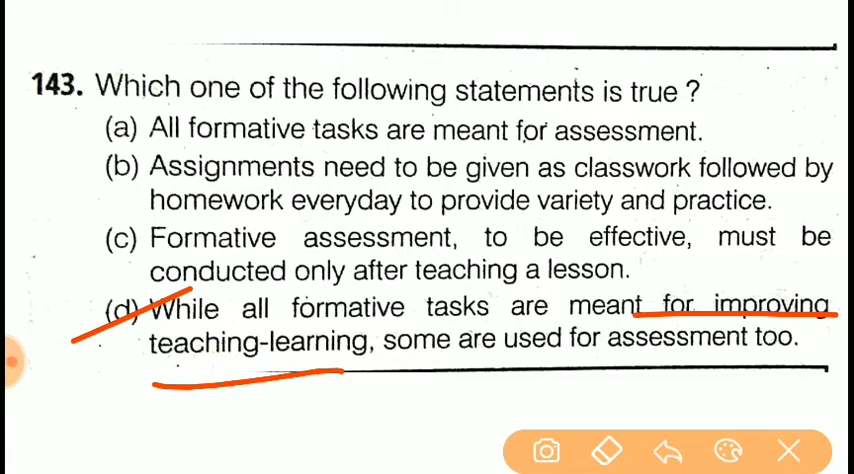 143. Which one of the following statements is true ?
(a) All formative tasks are meant for assessment.
(b) Assignments need to be given as classwork followed by
homework everyday to provide variety and practice.
(c) Formative assessment, to be effective, must be
conducted only after teaching a lesson.
(d) While all formative tasks are meant for improving
teaching-learning, some are used for assessment too.